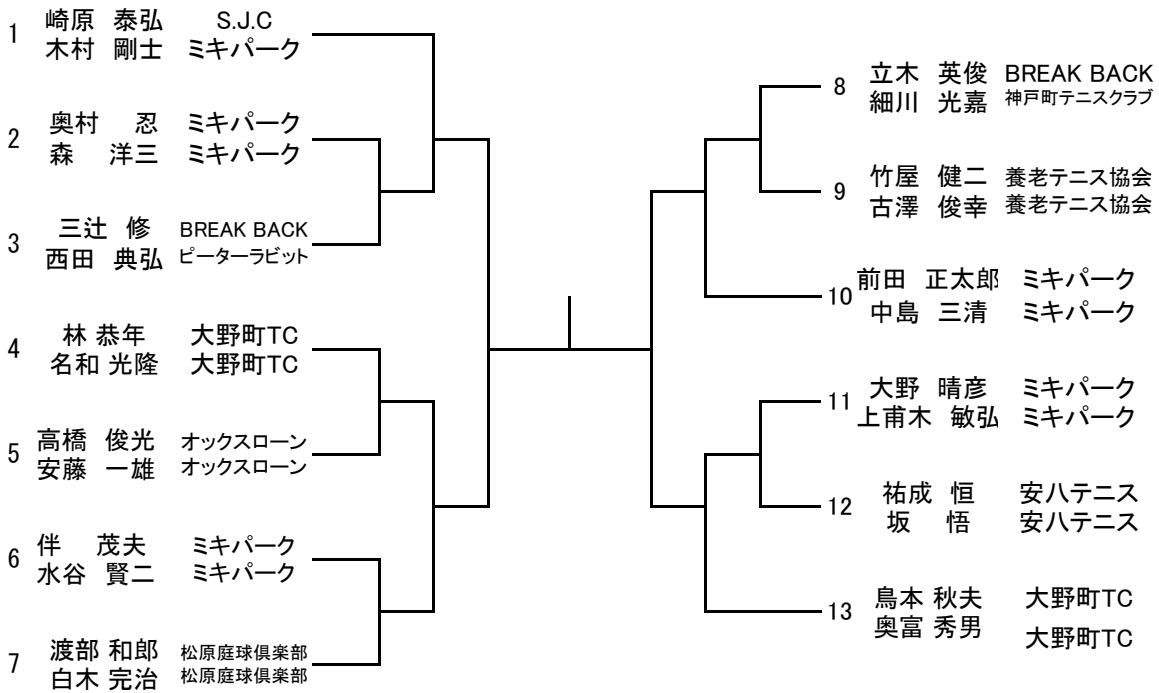 1 崎原 泰弘 S.J.C
木村 剛士 ミキパーク
2 奥村 忍 ミキパーク
森 洋三 ミキパーク
3 三辻 修 BREAK BACK
西田 典弘 ピーターラビット
4 林 恭年 大野町TC
名和 光隆 大野町TC
5 高橋 俊光 オックスローン
安藤 一雄 オックスローン
6 伴 茂夫 ミキパーク
水谷 賢二 ミキパーク
7 渡部 和郎 松原庭球倶楽部
白木 完治 松原庭球倶楽部
8 立木 英俊 BREAK BACK
細川 光嘉 神戸町テニスクラブ
9 竹屋 健二 養老テニス協会
古澤 俊幸 養老テニス協会
10 前田 正太郎 ミキパーク
中島 三清 ミキパーク
11 大野 晴彦 ミキパーク
上甫木 敏弘 ミキパーク
12 祐成 恒 安八テニス
坂 悟 安八テニス
13 鳥本 秋夫 大野町TC
奥富 秀男 大野町TC